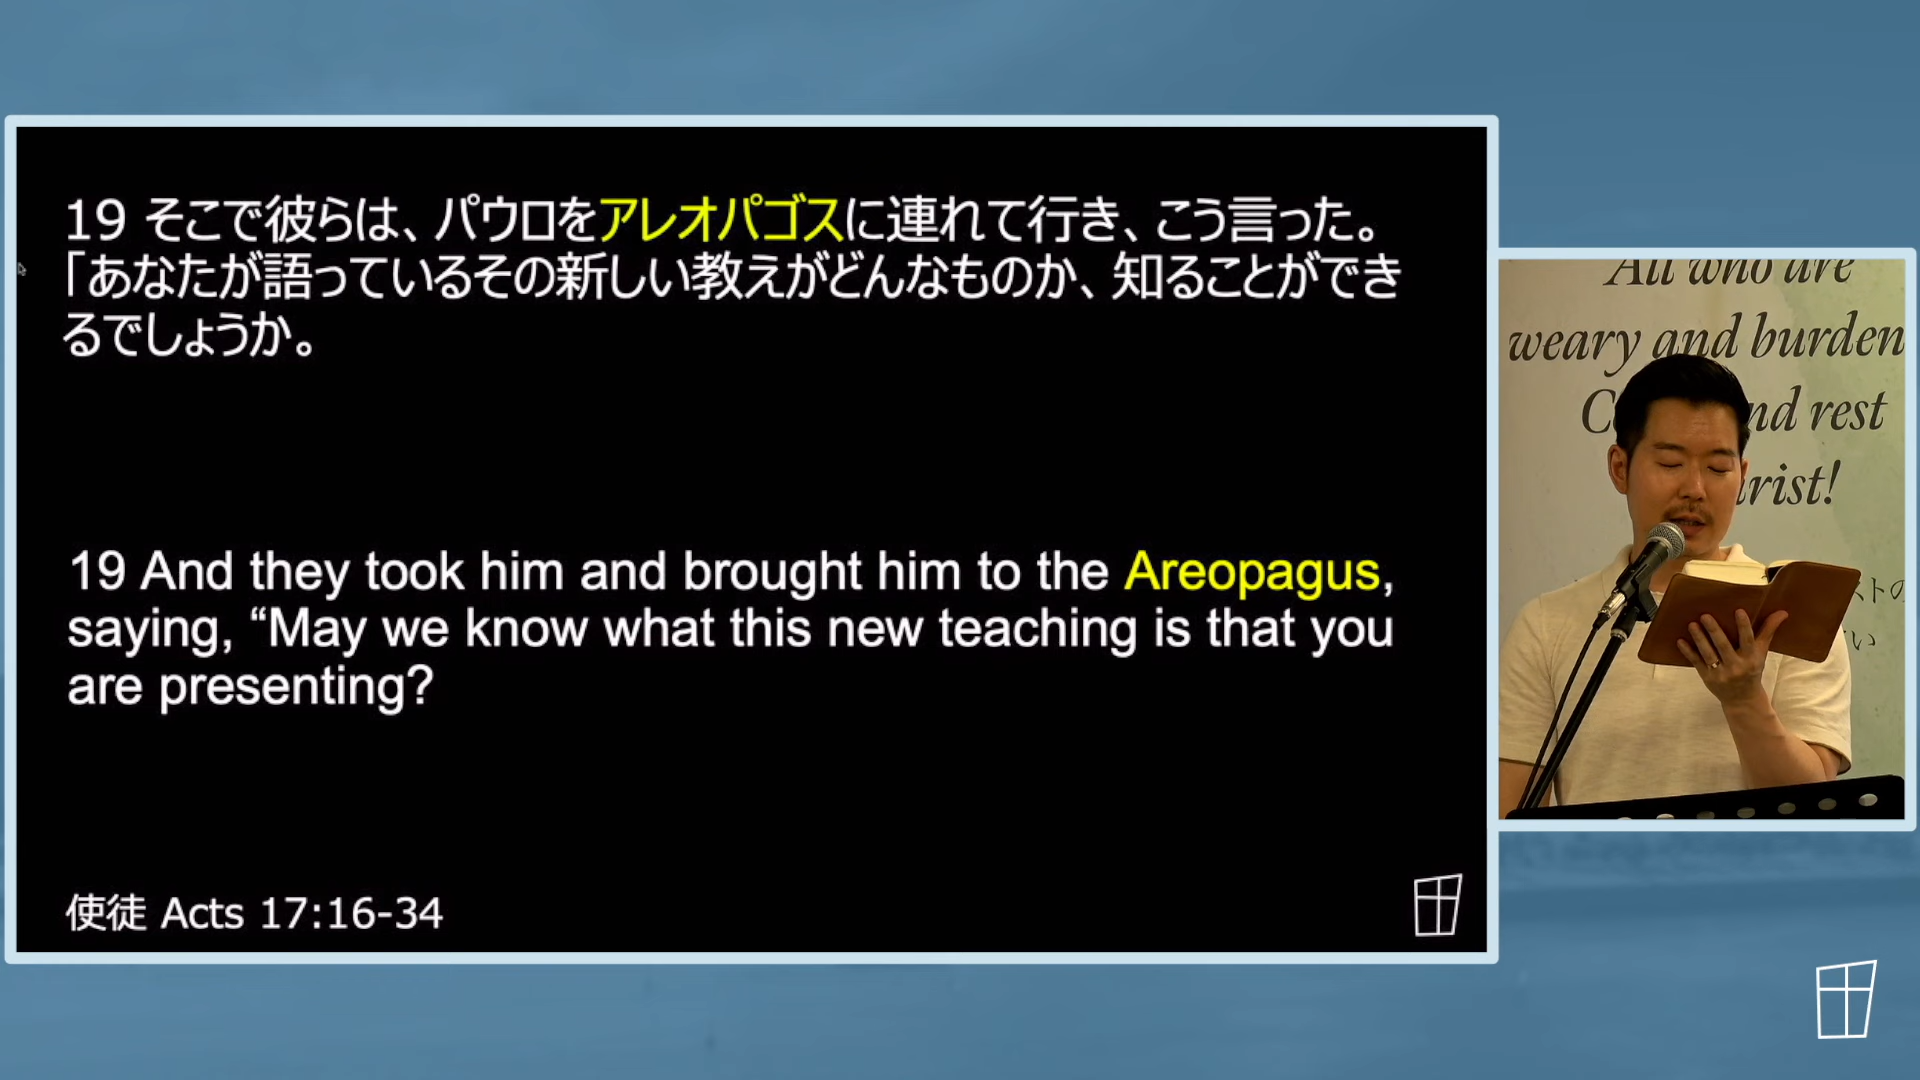 19 そこで彼らは、パウロをアレオパゴスに連れて行き、こう言った。
「あなたが語っているその新しい教えがどんなものか、知ることができ
るでしょうか。
19 And they took him and brought him to the Areopagus,
saying, “May we know what this new teaching is that you
are presenting?
使徒 Acts 17:16-34
All who are
weary and burden
nd rest
rist!